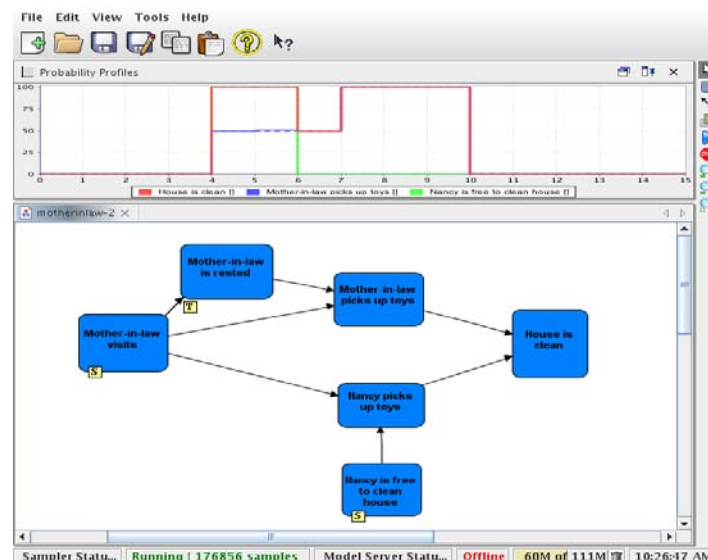 File Edit View Tools Help
Probability Profiles
100
75
50
25
0
0 1 2 3 4 5 6 7 8 9 10 11 12 13 14 15
House is clean [] Mother-in-law picks up toys [] Nancy is free to clean house []
motherinlaw-2
Mother-in-law
is rested
T
Mother-in-law
picks up toys
Mother-in-law
visits
S
House is
clean
Nancy picks
up toys
Nancy is free
to clean
house
S
Sampler Statu... Running [ 176856 samples Model Server Statu... Offline 60M of 111M 10:26:47 AM